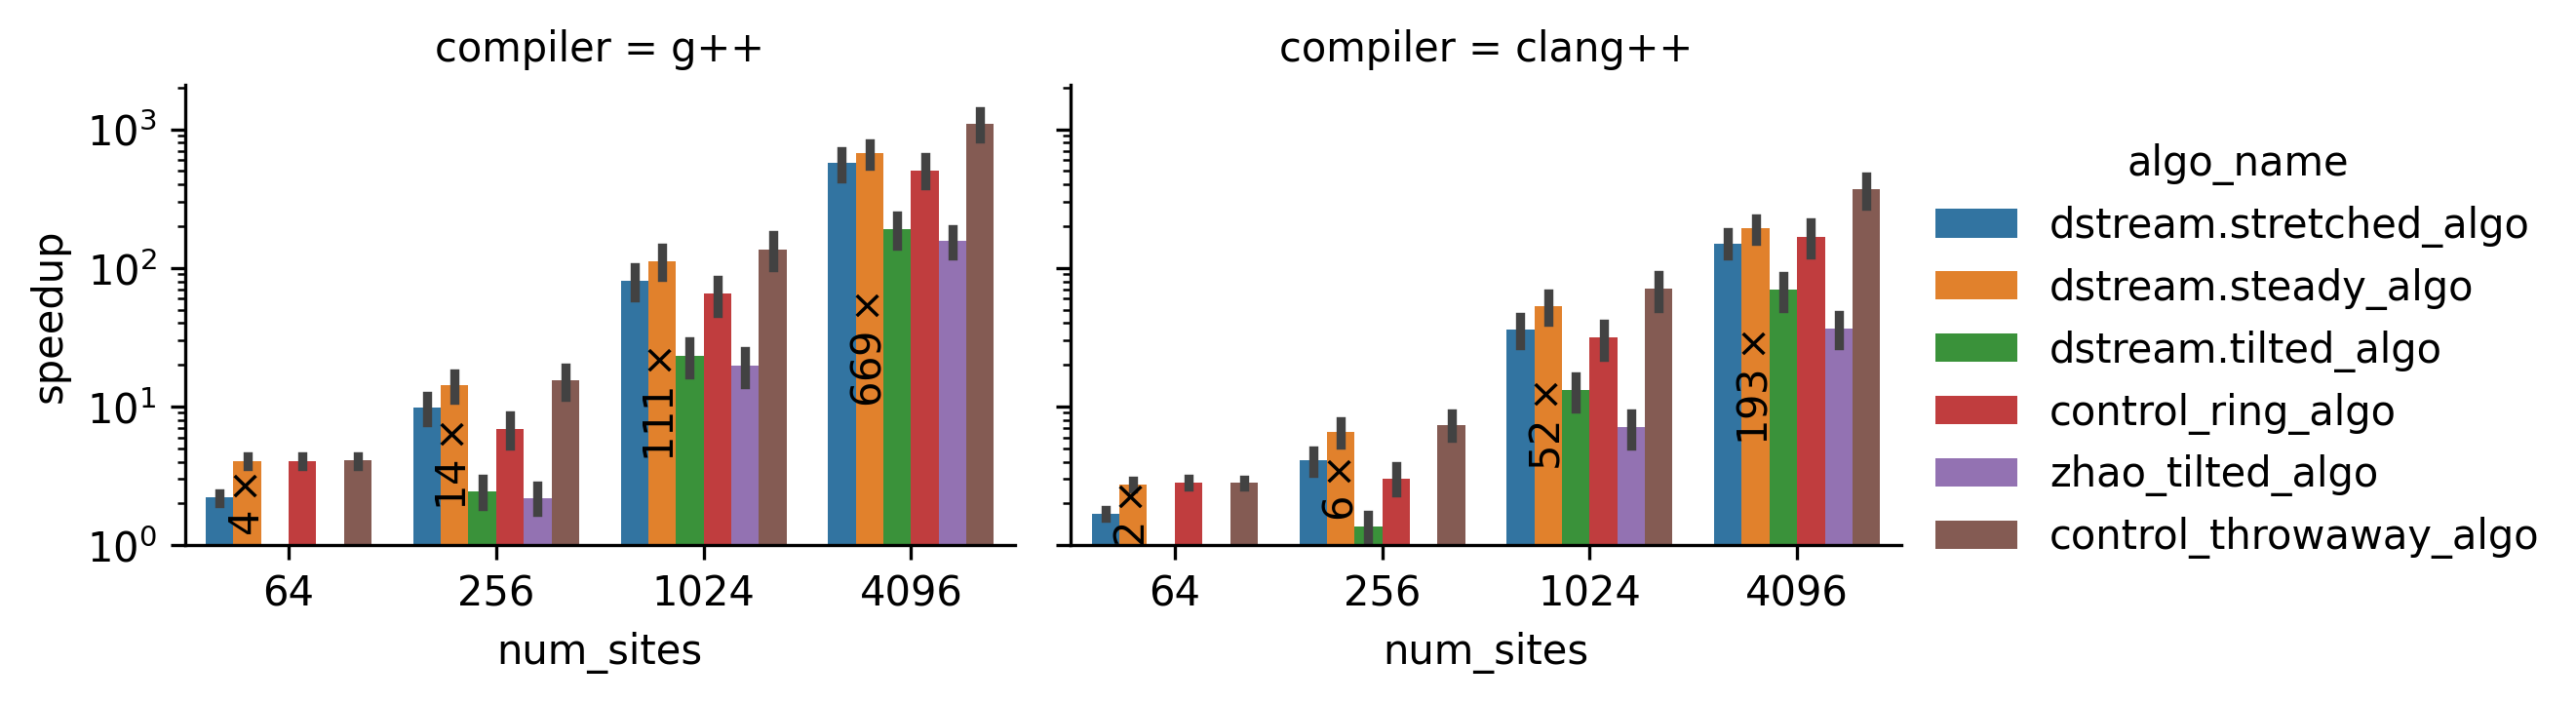 compiler = g++
compiler = clang++
speedup
10³
10²
10¹
10⁰
4 ×
14 ×
111 ×
669 ×
2 ×
6 ×
52 ×
193 ×
64
256
1024
4096
64
256
1024
4096
num_sites
num_sites
algo_name
dstream.stretched_algo
dstream.steady_algo
dstream.tilted_algo
control_ring_algo
zhao_tilted_algo
control_throwaway_algo